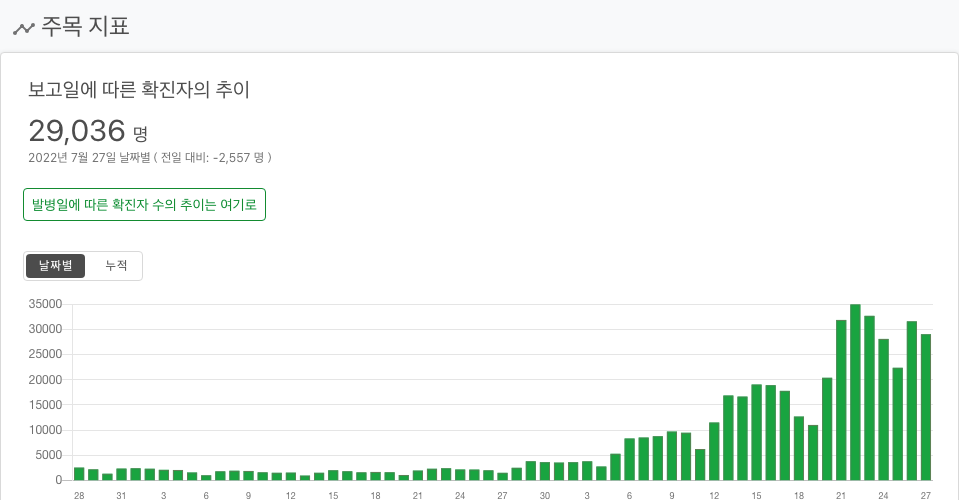 주목 지표
보고일에 따른 확진자의 추이
29,036 명
2022년 7월 27일 날짜별 ( 전일 대비: -2,557 명 )
발병일에 따른 확진자 수의 추이는 여기로
날짜별 누적
35000
30000
25000
20000
15000
10000
5000
0
28 31 3 6 9 12 15 18 21 24 27 30 3 6 9 12 15 18 21 24 27